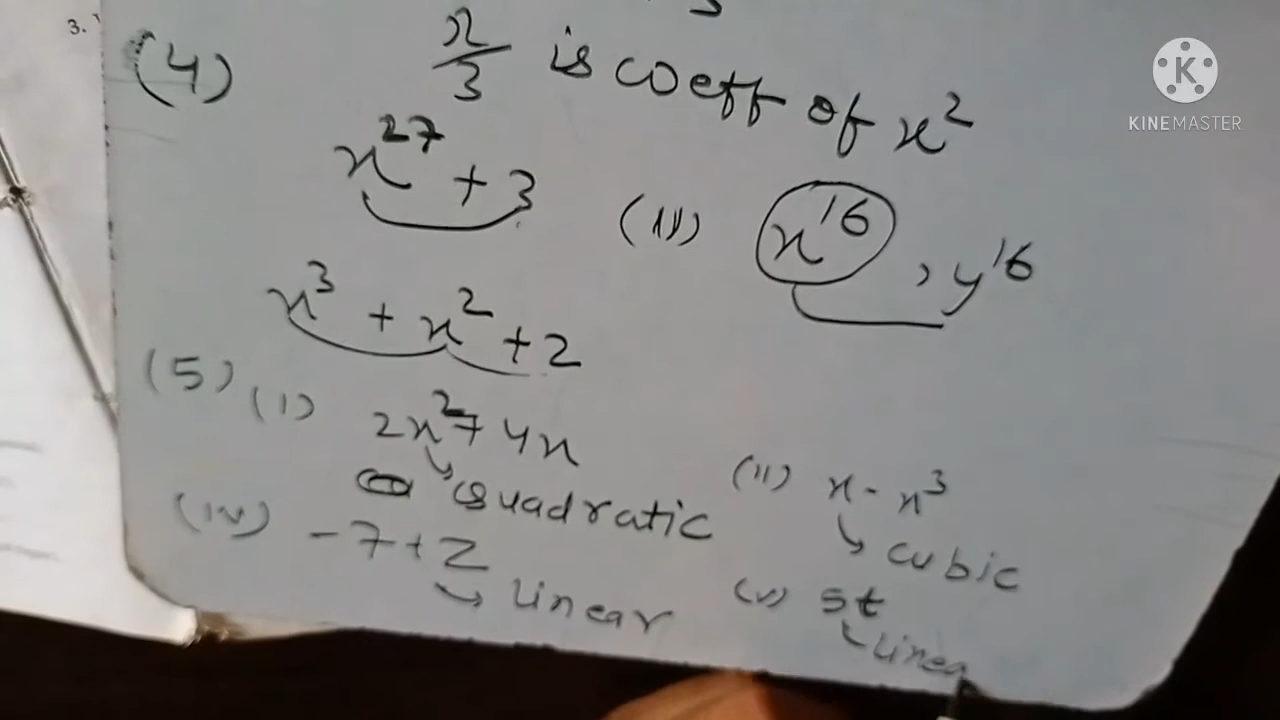 3.
x/3 is coeff of x²
(4)
x²⁷ + 3 (ii) x¹⁶, y¹⁶
x³ + x² + 2
(5) (i) 2x² + 4x (ii) x - x³
quadratic cubic
(iv) -7 + z (v) 5t
linear linea
KINEMASTER